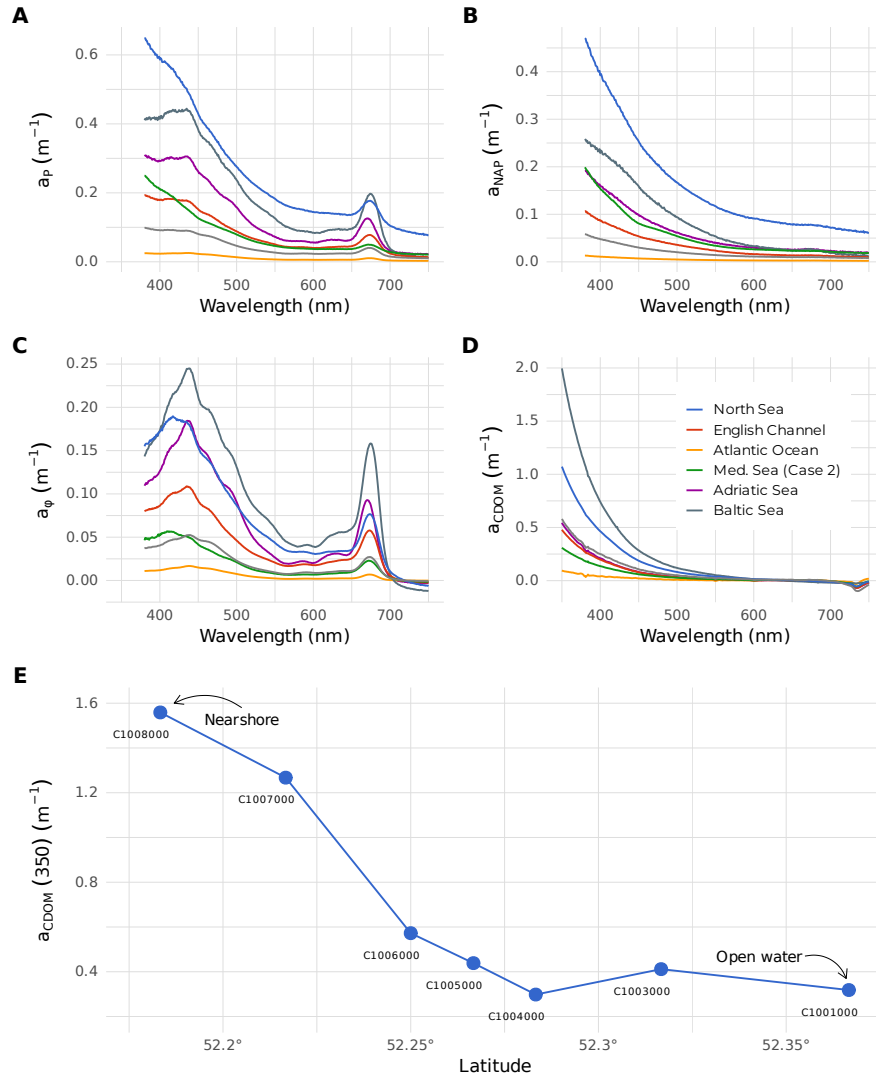 A
0.6
0.4
0.2
0.0
aP (m−1)
400 500 600 700
Wavelength (nm)
B
0.4
0.3
0.2
0.1
0.0
aNAP (m−1)
400 500 600 700
Wavelength (nm)
C
0.25
0.20
0.15
0.10
0.05
0.00
aφ (m−1)
400 500 600 700
Wavelength (nm)
D
2.0
1.5
1.0
0.5
0.0
aCDOM (m−1)
North Sea
English Channel
Atlantic Ocean
Med. Sea (Case 2)
Adriatic Sea
Baltic Sea
400 500 600 700
Wavelength (nm)
E
1.6
1.2
0.8
0.4
aCDOM (350) (m−1)
Nearshore
C1008000
C1007000
C1006000
C1005000
C1004000
C1003000
Open water
C1001000
52.2° 52.25° 52.3° 52.35°
Latitude